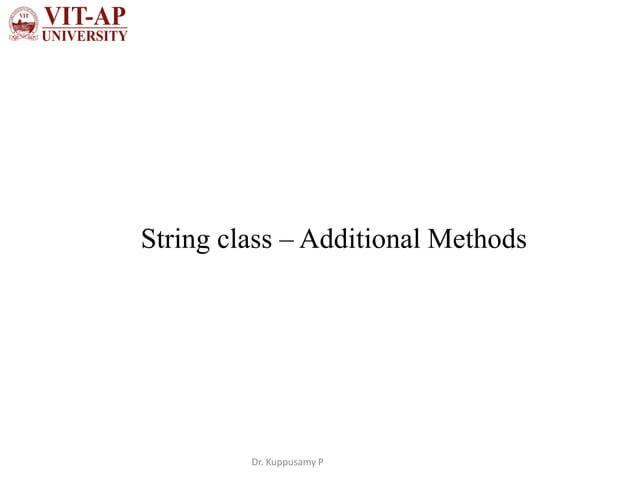 VIT-AP
UNIVERSITY
String class – Additional Methods
Dr. Kuppusamy P